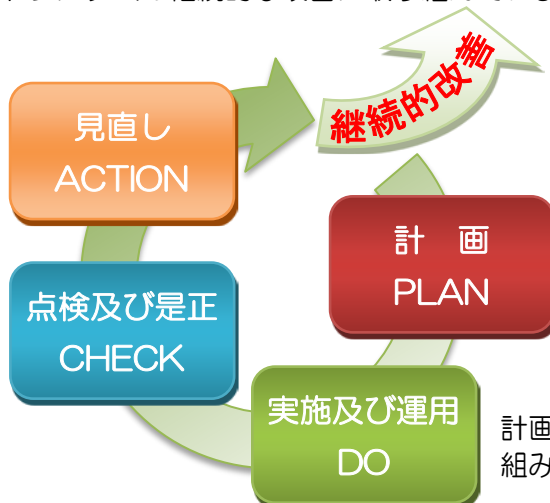 継続的改善
見直し
ACTION
計 画
PLAN
点検及び是正
CHECK
実施及び運用
DO
計画
組み